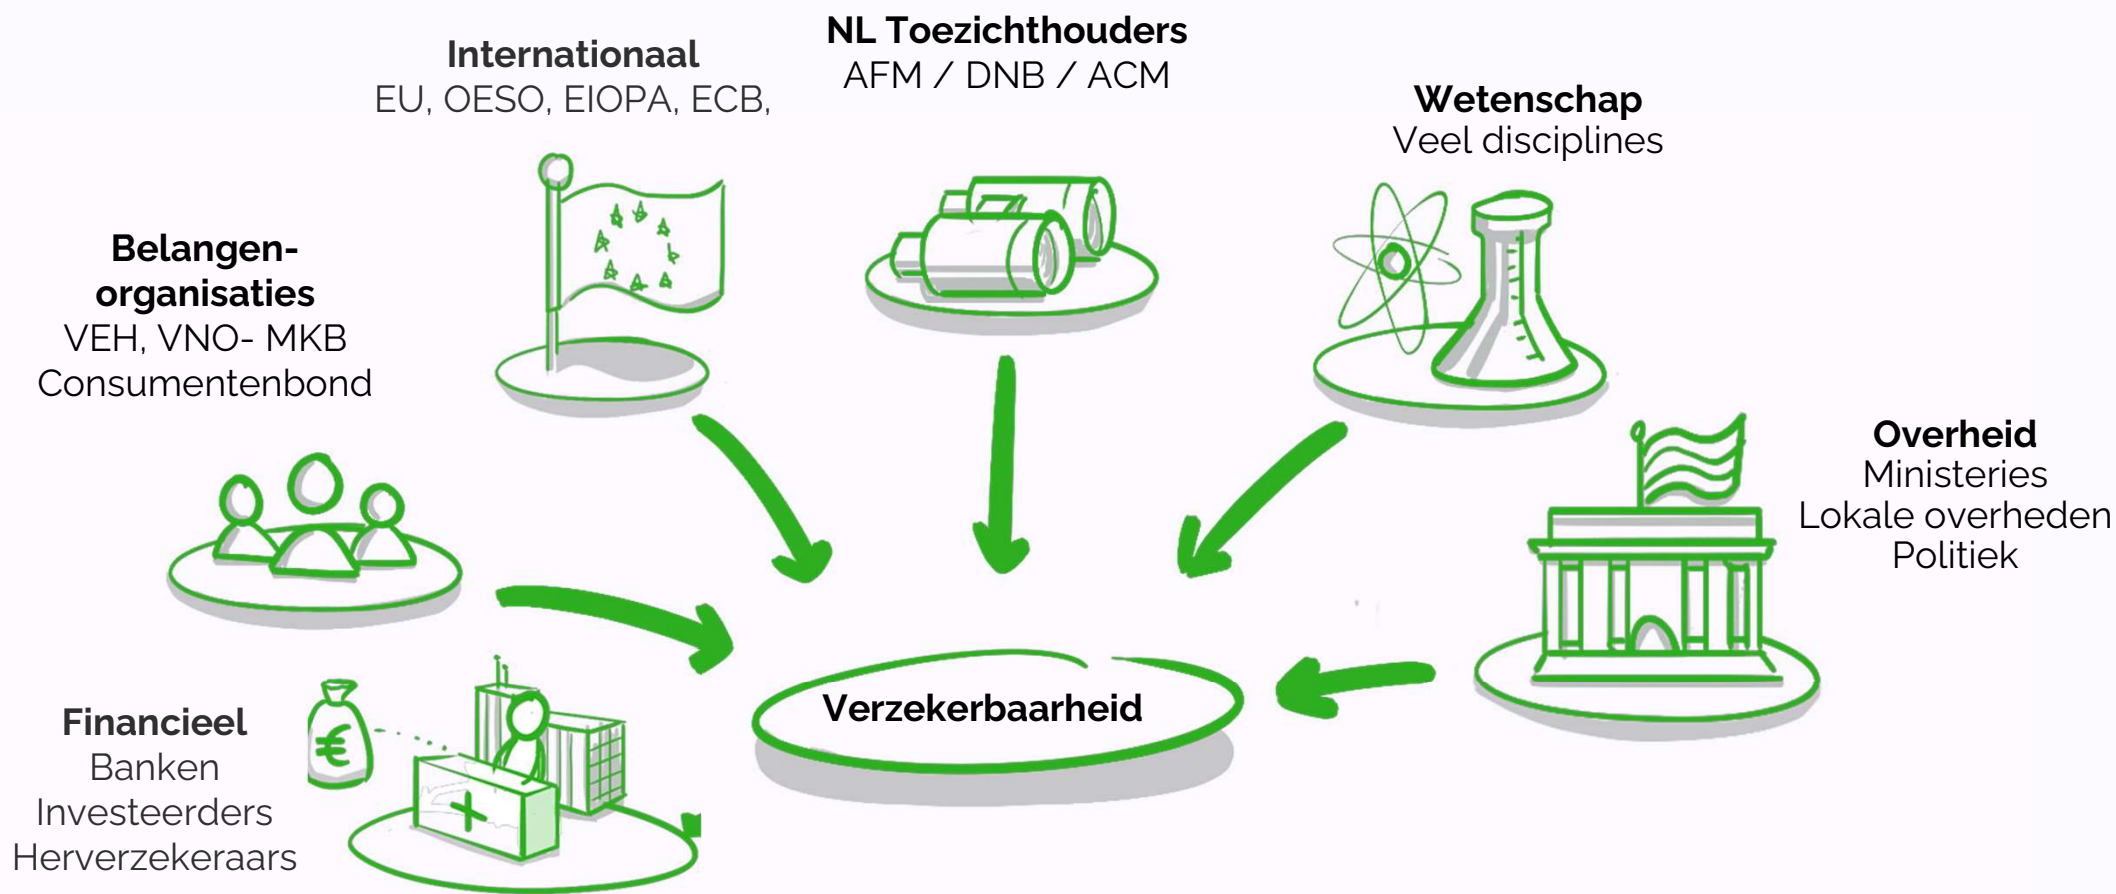 NL Toezichthouders
AFM / DNB / ACM
Internationaal
EU, OESO, EIOPA, ECB,
Wetenschap
Veel disciplines
Belangen-
organisaties
VEH, VNO- MKB
Consumentenbond
Overheid
Ministeries
Lokale overheden
Politiek
Verzekerbaarheid
Financieel
Banken
Investeerders
Herverzekeraars
€